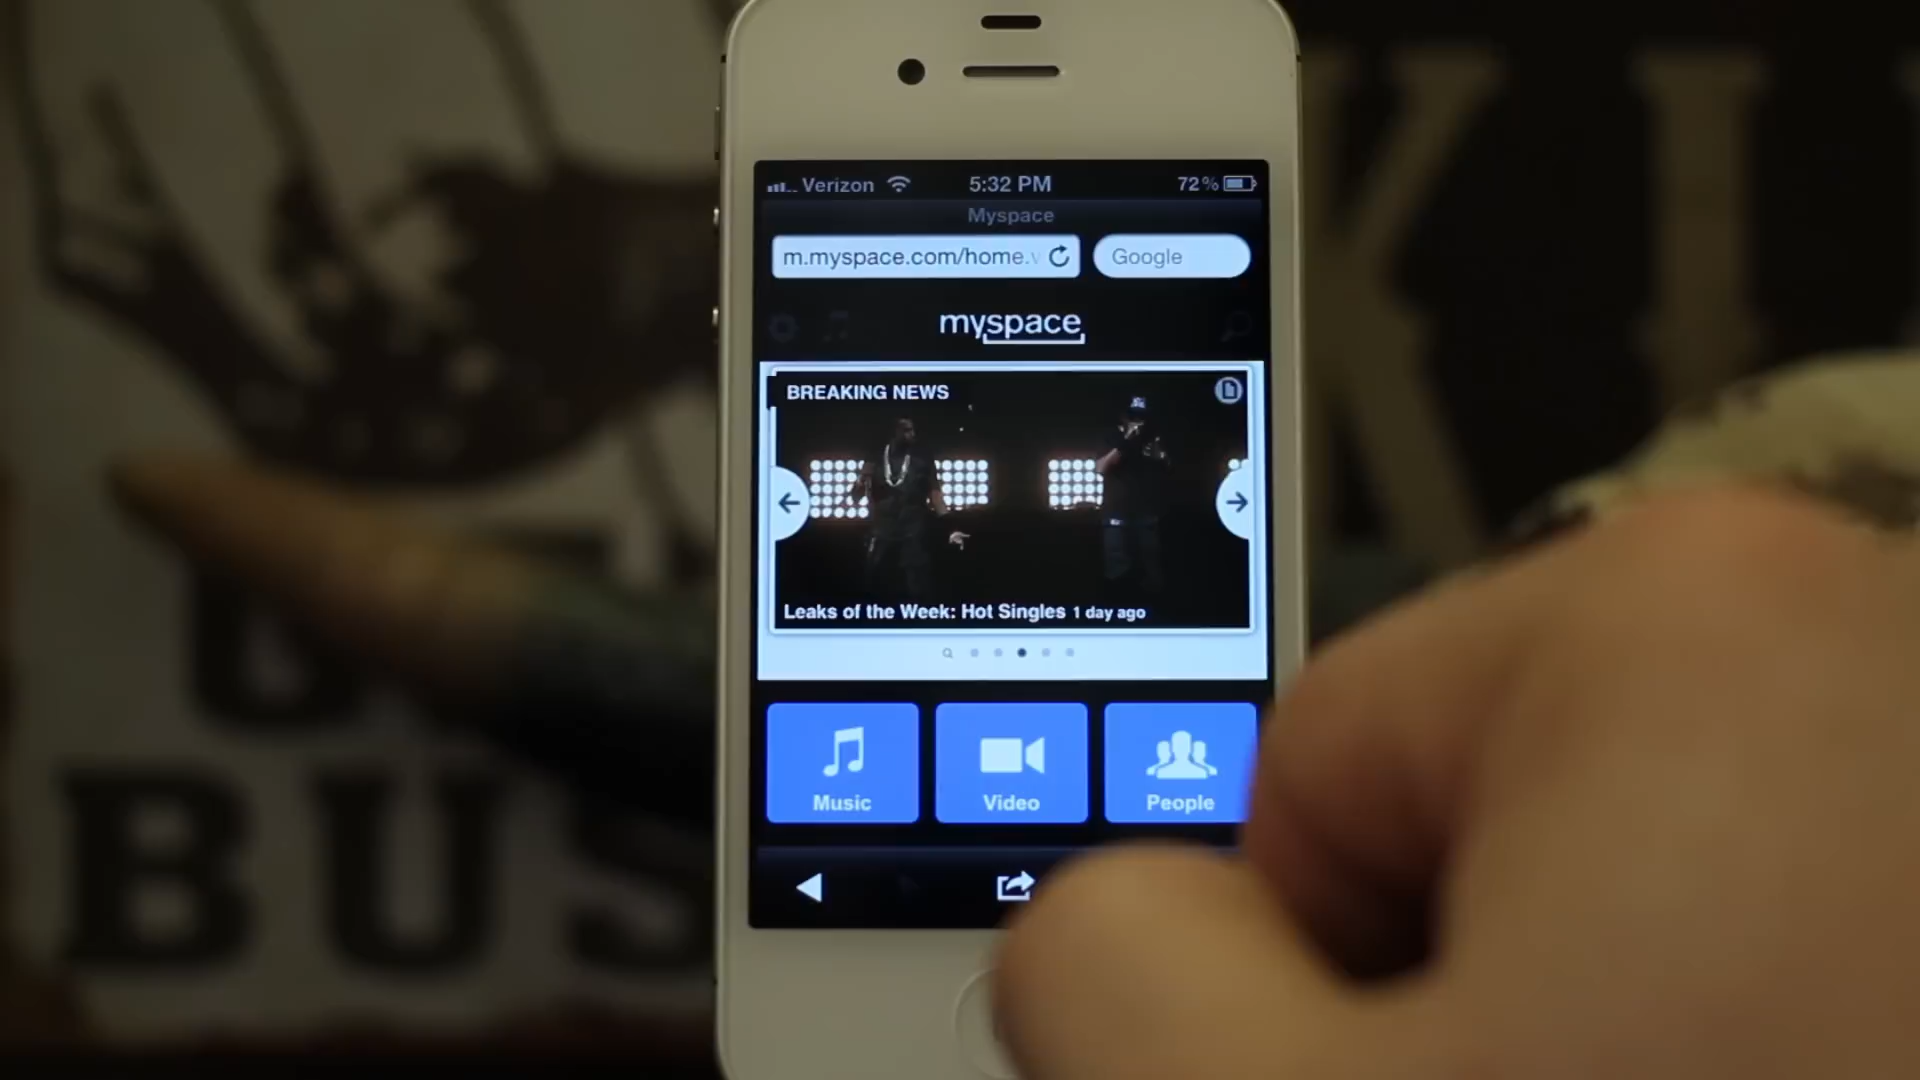 Verizon 5:32 PM 72%
Myspace
m.myspace.com/home. Google
myspace
BREAKING NEWS
Leaks of the Week: Hot Singles 1 day ago
Music Video People
BUS